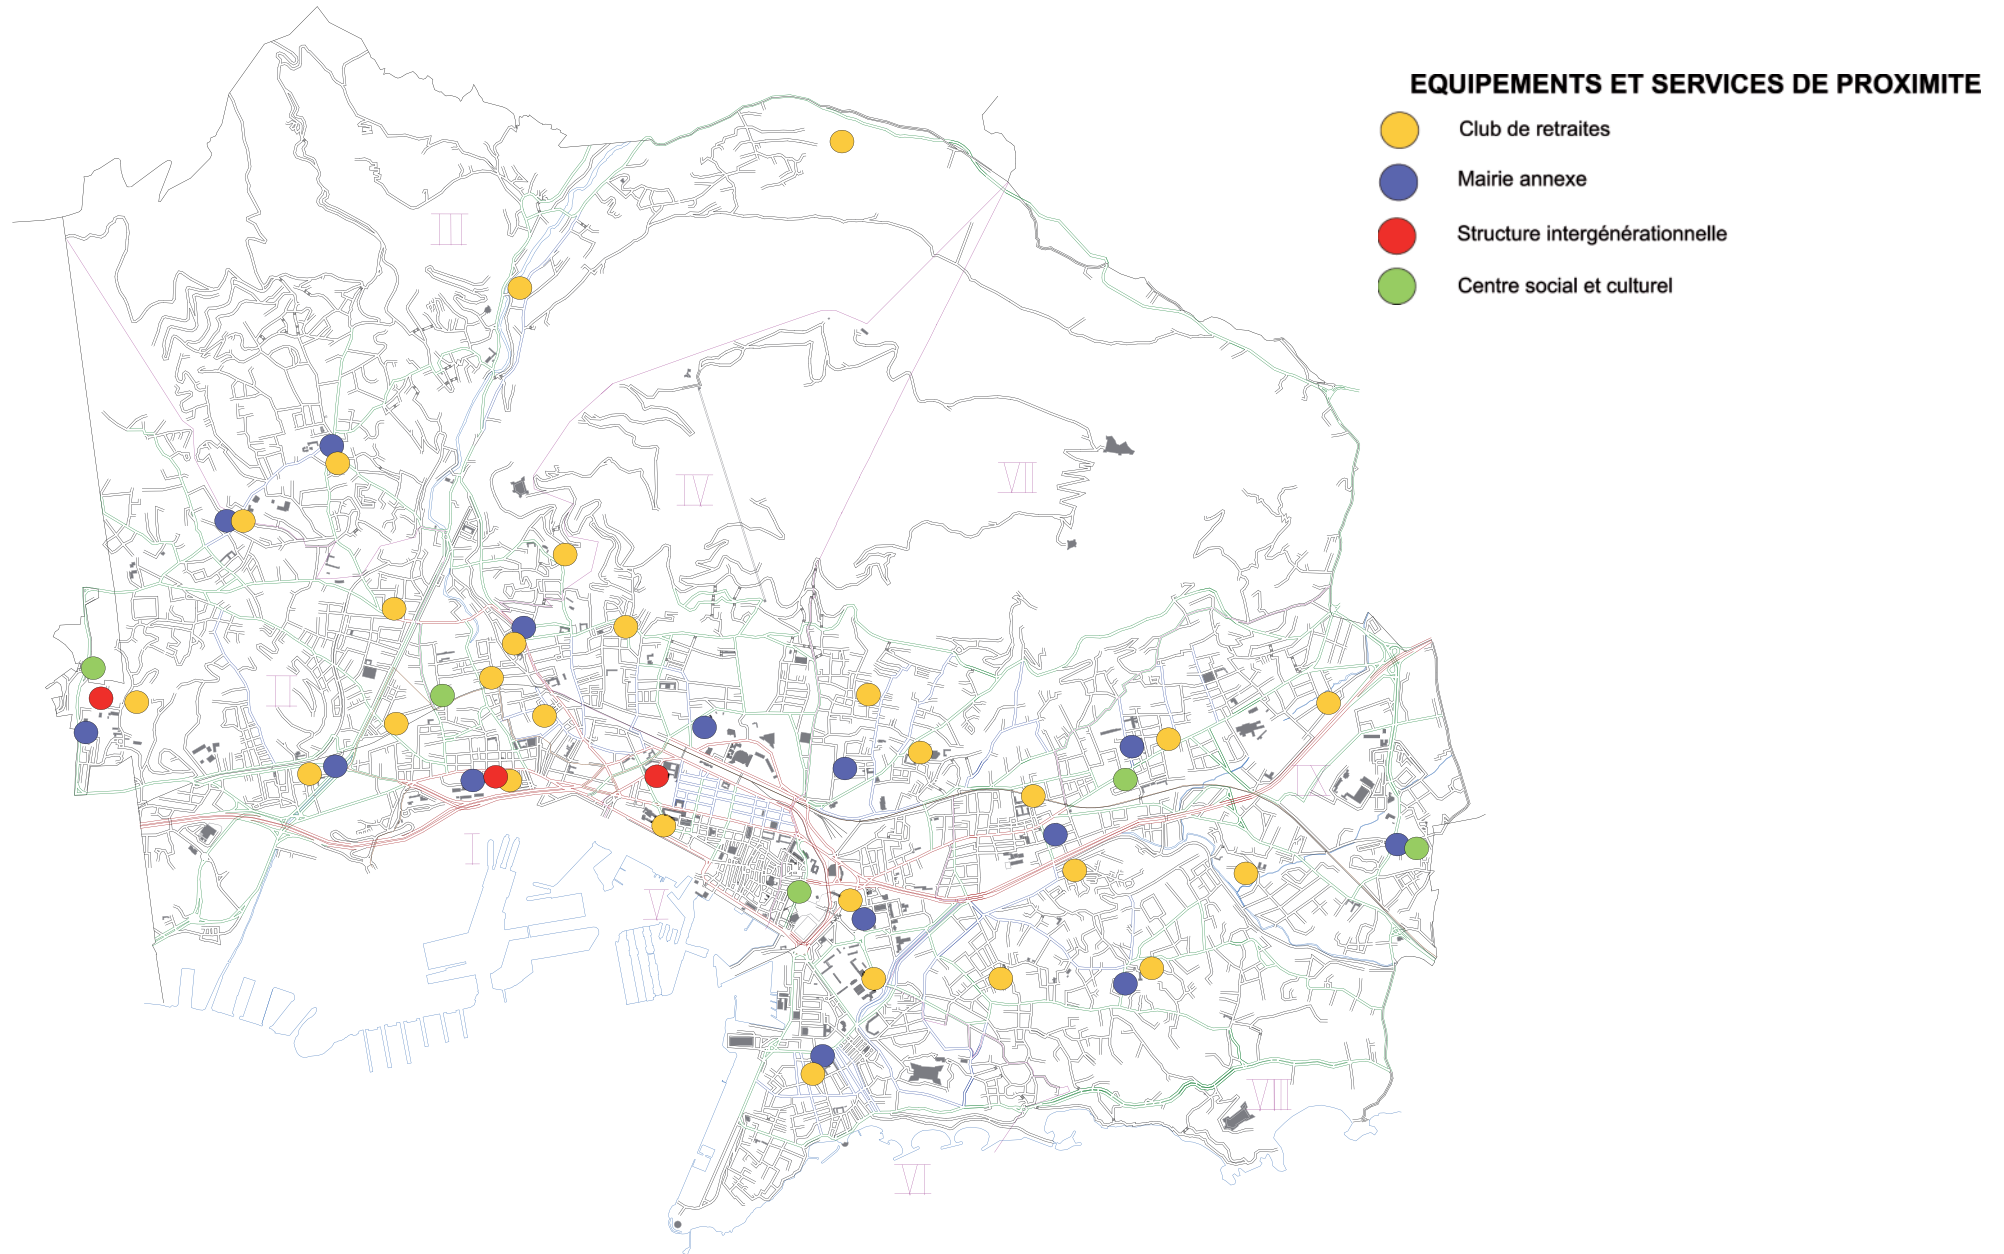 EQUIPEMENTS ET SERVICES DE PROXIMITE
Club de retraites
Mairie annexe
Structure intergénérationnelle
Centre social et culturel
III
IV
VII
II
IX
I
V
VIII
VI